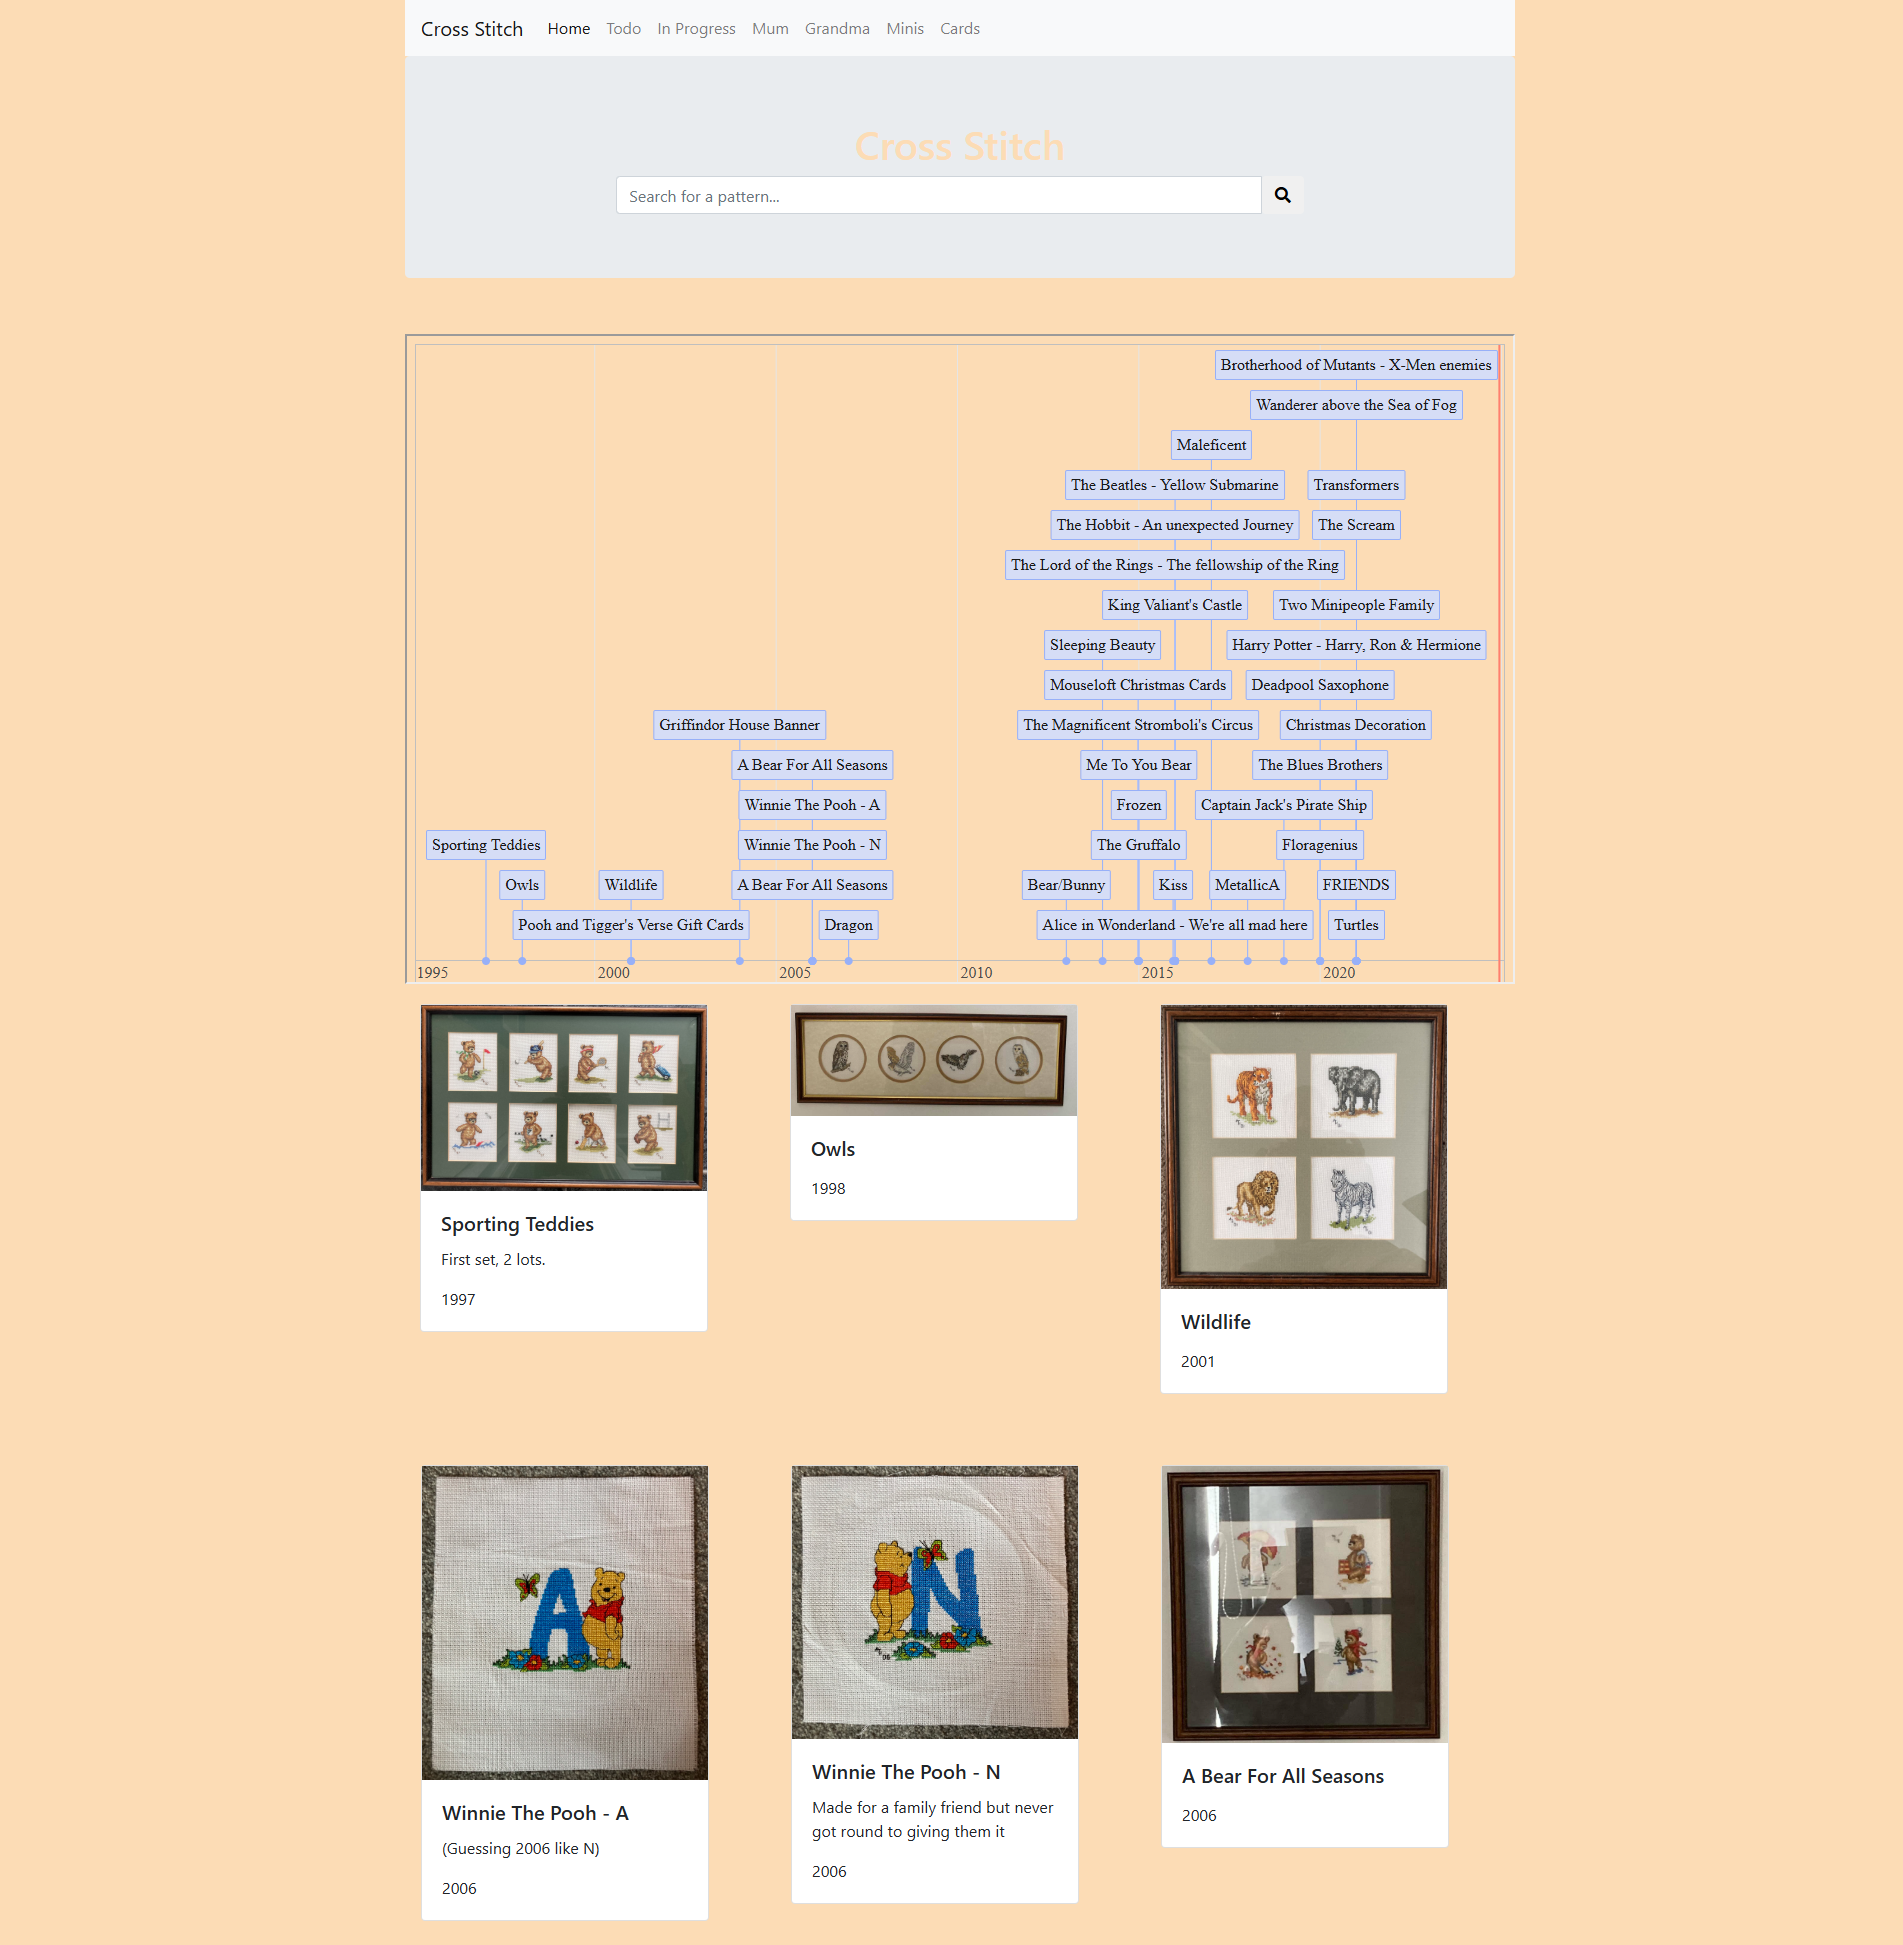 Cross Stitch Home Todo In Progress Mum Grandma Minis Cards
Cross Stitch
Search for a pattern...
Brotherhood of Mutants - X-Men enemies
Wanderer above the Sea of Fog
Maleficent
The Beatles - Yellow Submarine
Transformers
The Hobbit - An unexpected Journey
The Scream
The Lord of the Rings - The fellowship of the Ring
King Valiant's Castle
Two Minipeople Family
Sleeping Beauty
Harry Potter - Harry, Ron & Hermione
Mouseloft Christmas Cards
Deadpool Saxophone
Griffindor House Banner
The Magnificent Stromboli's Circus
Christmas Decoration
A Bear For All Seasons
Me To You Bear
The Blues Brothers
Winnie The Pooh - A
Frozen
Captain Jack's Pirate Ship
Sporting Teddies
Winnie The Pooh - N
The Gruffalo
Floragenius
Owls
Wildlife
A Bear For All Seasons
Bear/Bunny
Kiss
MetallicA
FRIENDS
Pooh and Tigger's Verse Gift Cards
Dragon
Alice in Wonderland - We're all mad here
Turtles
1995 2000 2005 2010 2015 2020
Sporting Teddies
First set, 2 lots.
1997
Owls
1998
Wildlife
2001
A
Winnie The Pooh - A
(Guessing 2006 like N)
2006
N
Winnie The Pooh - N
Made for a family friend but never
got round to giving them it
2006
A Bear For All Seasons
2006